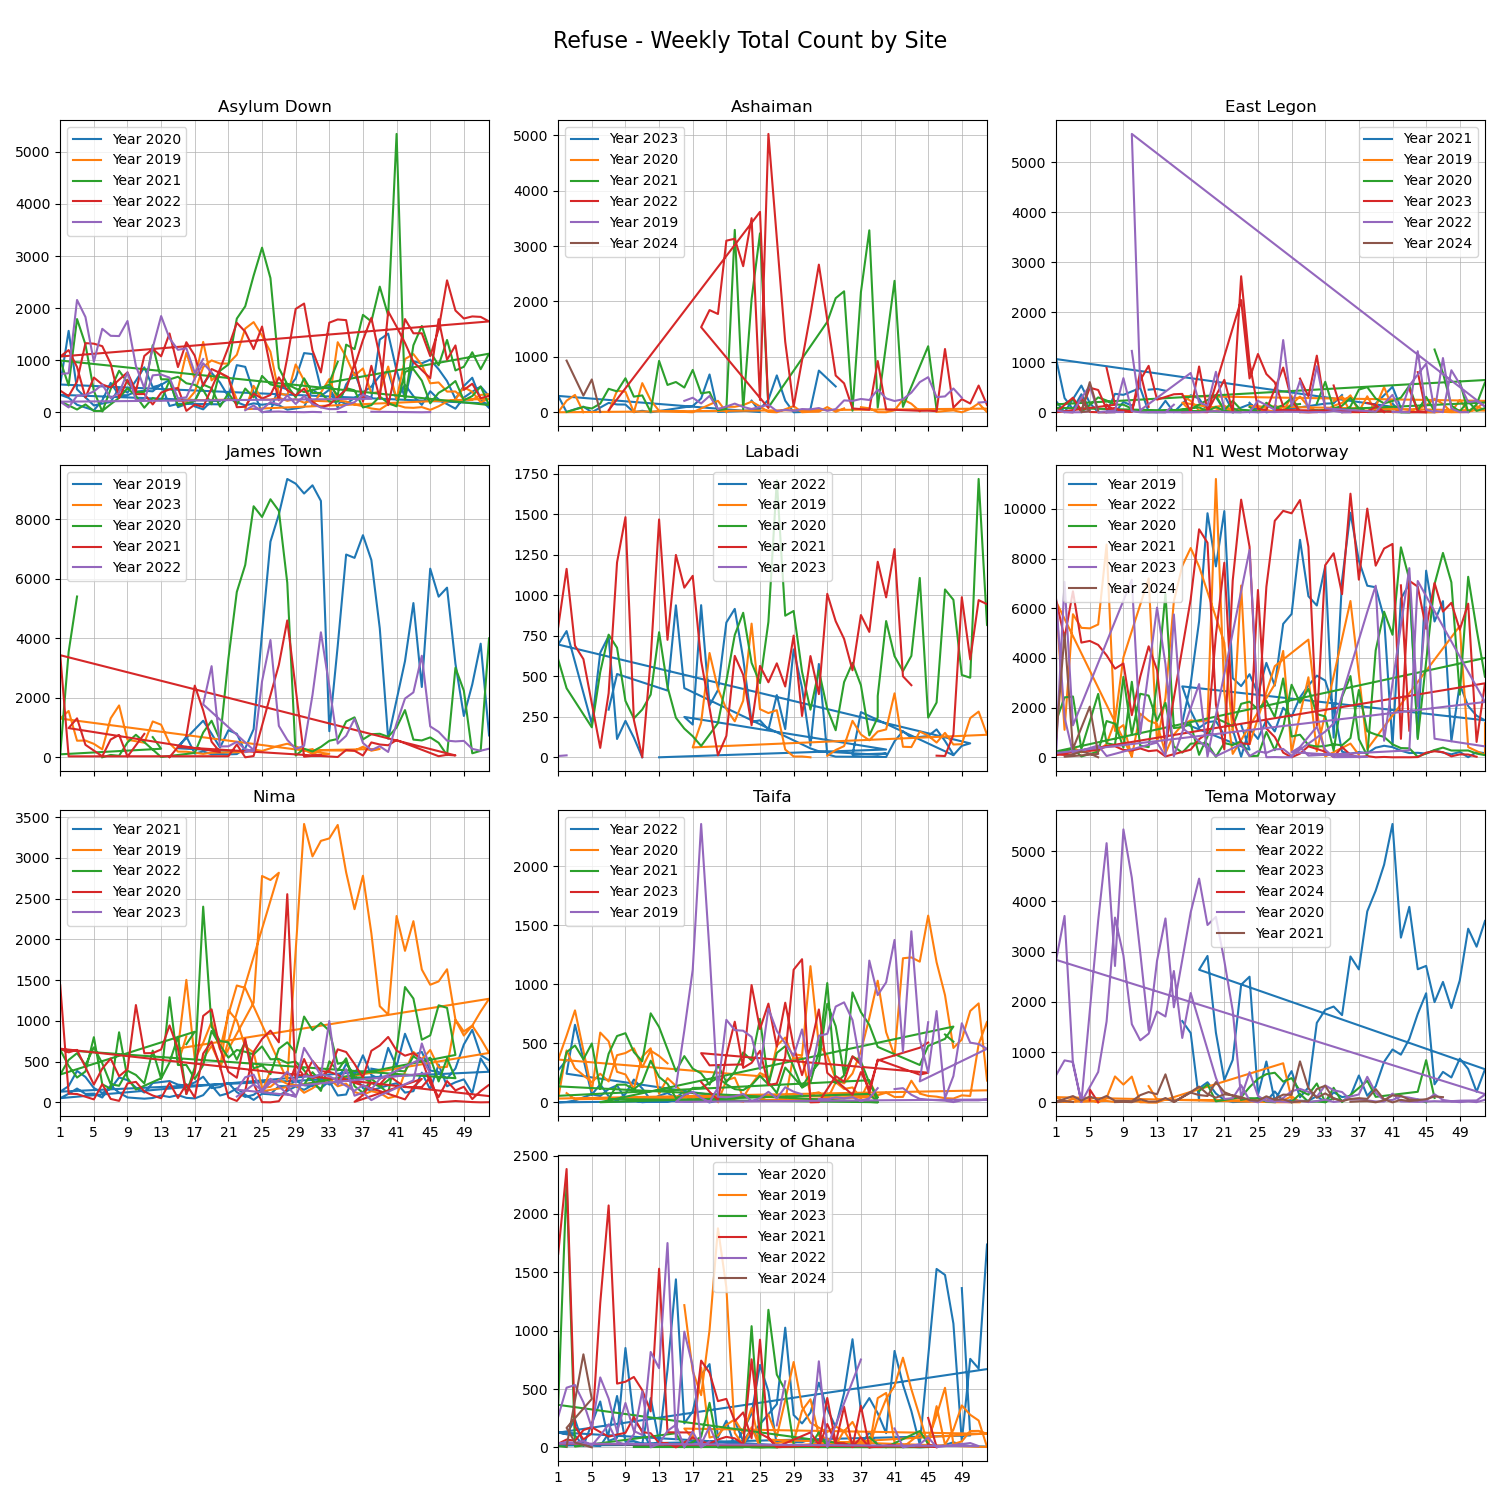 Refuse - Weekly Total Count by Site
Asylum Down
Year 2020
Year 2019
Year 2021
Year 2022
Year 2023
5000
4000
3000
2000
1000
0
Ashaiman
Year 2023
Year 2020
Year 2021
Year 2022
Year 2019
Year 2024
5000
4000
3000
2000
1000
0
East Legon
Year 2021
Year 2019
Year 2020
Year 2023
Year 2022
Year 2024
5000
4000
3000
2000
1000
0
James Town
Year 2019
Year 2023
Year 2020
Year 2021
Year 2022
8000
6000
4000
2000
0
Labadi
Year 2022
Year 2019
Year 2020
Year 2021
Year 2023
1750
1500
1250
1000
750
500
250
0
N1 West Motorway
Year 2019
Year 2022
Year 2020
Year 2021
Year 2023
Year 2024
10000
8000
6000
4000
2000
0
Nima
Year 2021
Year 2019
Year 2022
Year 2020
Year 2023
3500
3000
2500
2000
1500
1000
500
0
1 5 9 13 17 21 25 29 33 37 41 45 49
Taifa
Year 2022
Year 2020
Year 2021
Year 2023
Year 2019
2000
1500
1000
500
0
Tema Motorway
Year 2019
Year 2022
Year 2023
Year 2024
Year 2020
Year 2021
5000
4000
3000
2000
1000
0
1 5 9 13 17 21 25 29 33 37 41 45 49
University of Ghana
Year 2020
Year 2019
Year 2023
Year 2021
Year 2022
Year 2024
2500
2000
1500
1000
500
0
1 5 9 13 17 21 25 29 33 37 41 45 49